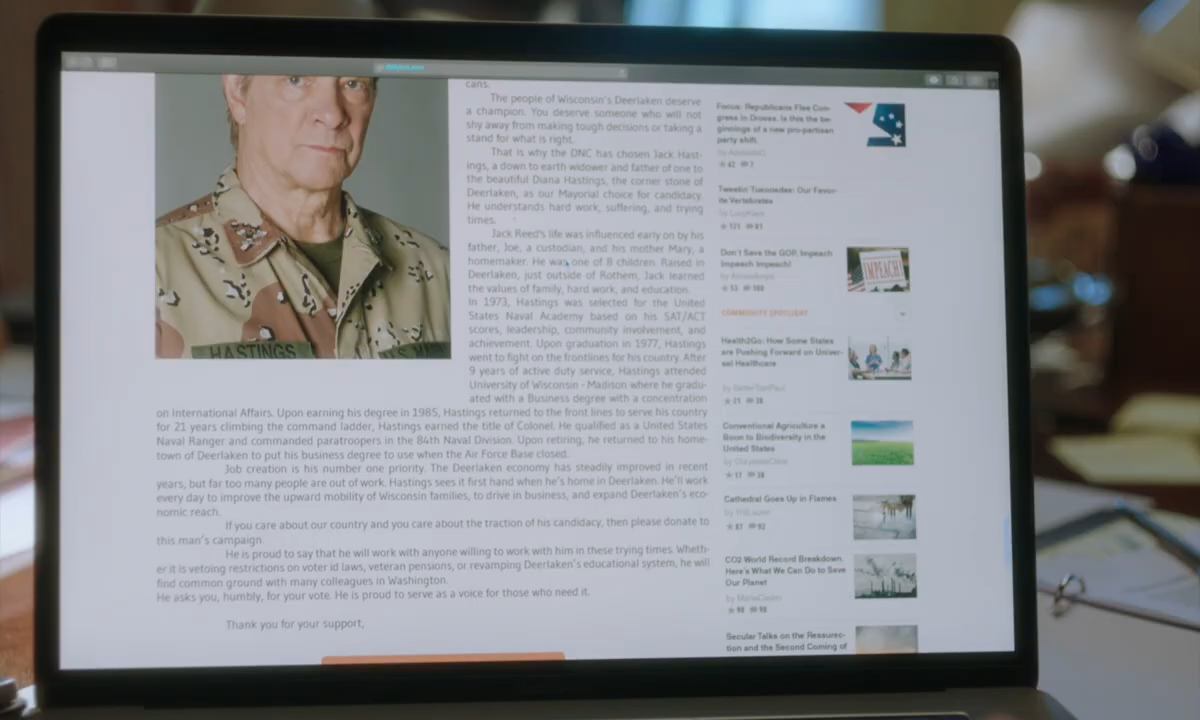 cans.
The people of Wisconsin's Deerlaken deserve
a champion. You deserve someone who will not
shy away from making tough decisions or taking a
stand for what is right.
That is why the DNC has chosen Jack Hast-
ings, a down to earth widower and father of one to
the beautiful Diana Hastings, the corner stone of
Deerlaken, as our Mayorial choice for candidacy.
He understands hard work, suffering, and trying
times.
Jack Reed's life was influenced early on by his
father, Joe, a custodian, and his mother Mary, a
homemaker. He was one of 8 children. Raised in
Deerlaken, just outside of Rothem, Jack learned
the values of family, hard work, and education.
In 1973, Hastings was selected for the United
States Naval Academy based on his SAT/ACT
scores, leadership, community involvement, and
achievement. Upon graduation in 1977, Hastings
went to fight on the frontlines for his country. After
9 years of active duty service, Hastings attended
University of Wisconsin - Madison where he gradu-
ated with a Business degree with a concentration
on International Affairs. Upon earning his degree in 1985, Hastings returned to the front lines to serve his country
for 21 years climbing the command ladder, Hastings earned the title of Colonel. He qualified as a United States
Naval Ranger and commanded paratroopers in the 84th Naval Division. Upon retiring, he returned to his home-
town of Deerlaken to put his business degree to use when the Air Force Base closed.
Job creation is his number one priority. The Deerlaken economy has steadily improved in recent
years, but far too many people are out of work. Hastings sees it first hand when he's home in Deerlaken. He'll work
every day to improve the upward mobility of Wisconsin families, to drive in business, and expand Deerlaken's eco-
nomic reach.
If you care about our country and you care about the traction of his candidacy, then please donate to
this man's campaign.
He is proud to say that he will work with anyone willing to work with him in these trying times. Wheth-
er it is vetoing restrictions on voter id laws, veteran pensions, or revamping Deerlaken's educational system, he will
find common ground with many colleagues in Washington.
He asks you, humbly, for your vote. He is proud to serve as a voice for those who need it.
Thank you for your support,
HASTINGS
Focus: Republicans Flee Con-
gress in Droves. Is this the be-
ginnings of a new pro-partisan
party shift.
Tweetin Tuesdades: Our Favor-
ite Vertebrates
Don't Save the GOP, Impeach
Impeach Impeach!
IMPEACH!
COMMUNITY SPOTLIGHT
Health2Go: How Some States
are Pushing Forward on Univer-
sal Healthcare
by BetterThanPaul
Conventional Agriculture a
Boon to Biodiversity in the
United States
Cathedral Goes Up in Flames
CO2 World Record Breakdown.
Here's What We Can Do to Save
Our Planet
Secular Talks on the Ressurec-
tion and the Second Coming of